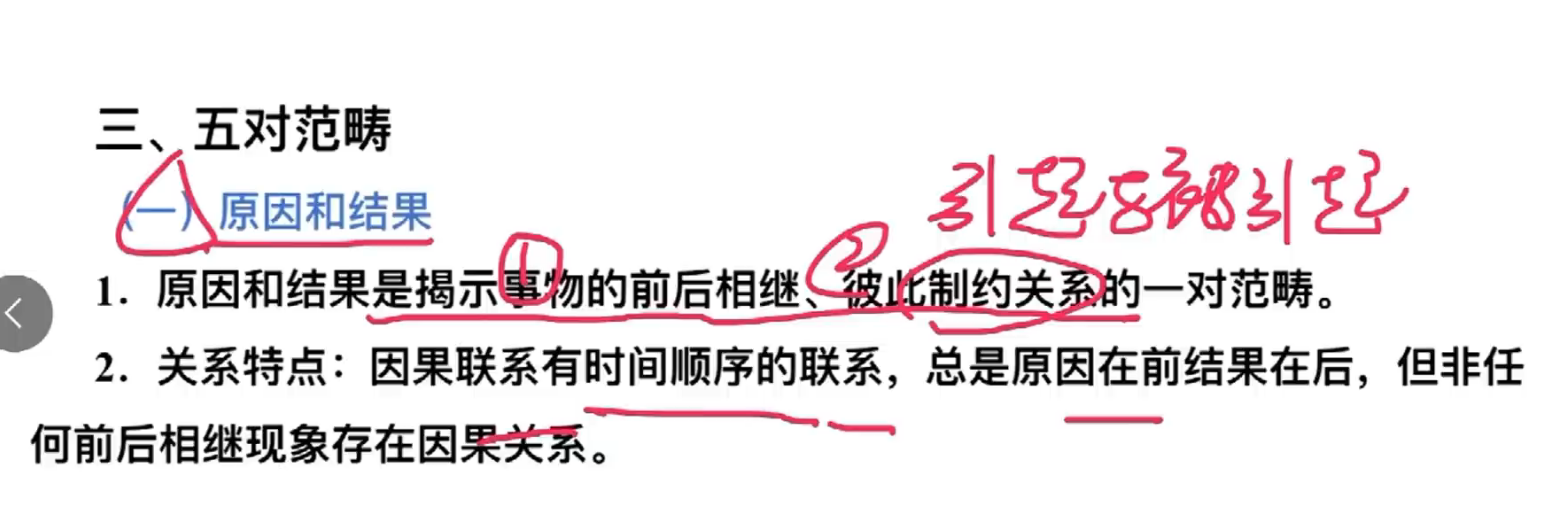 三、五对范畴
(一) 原因和结果
引起与被引起
① ②
1. 原因和结果是揭示事物的前后相继、彼此制约关系的一对范畴。
2. 关系特点：因果联系有时间顺序的联系，总是原因在前结果在后，但非任
何前后相继现象存在因果关系。